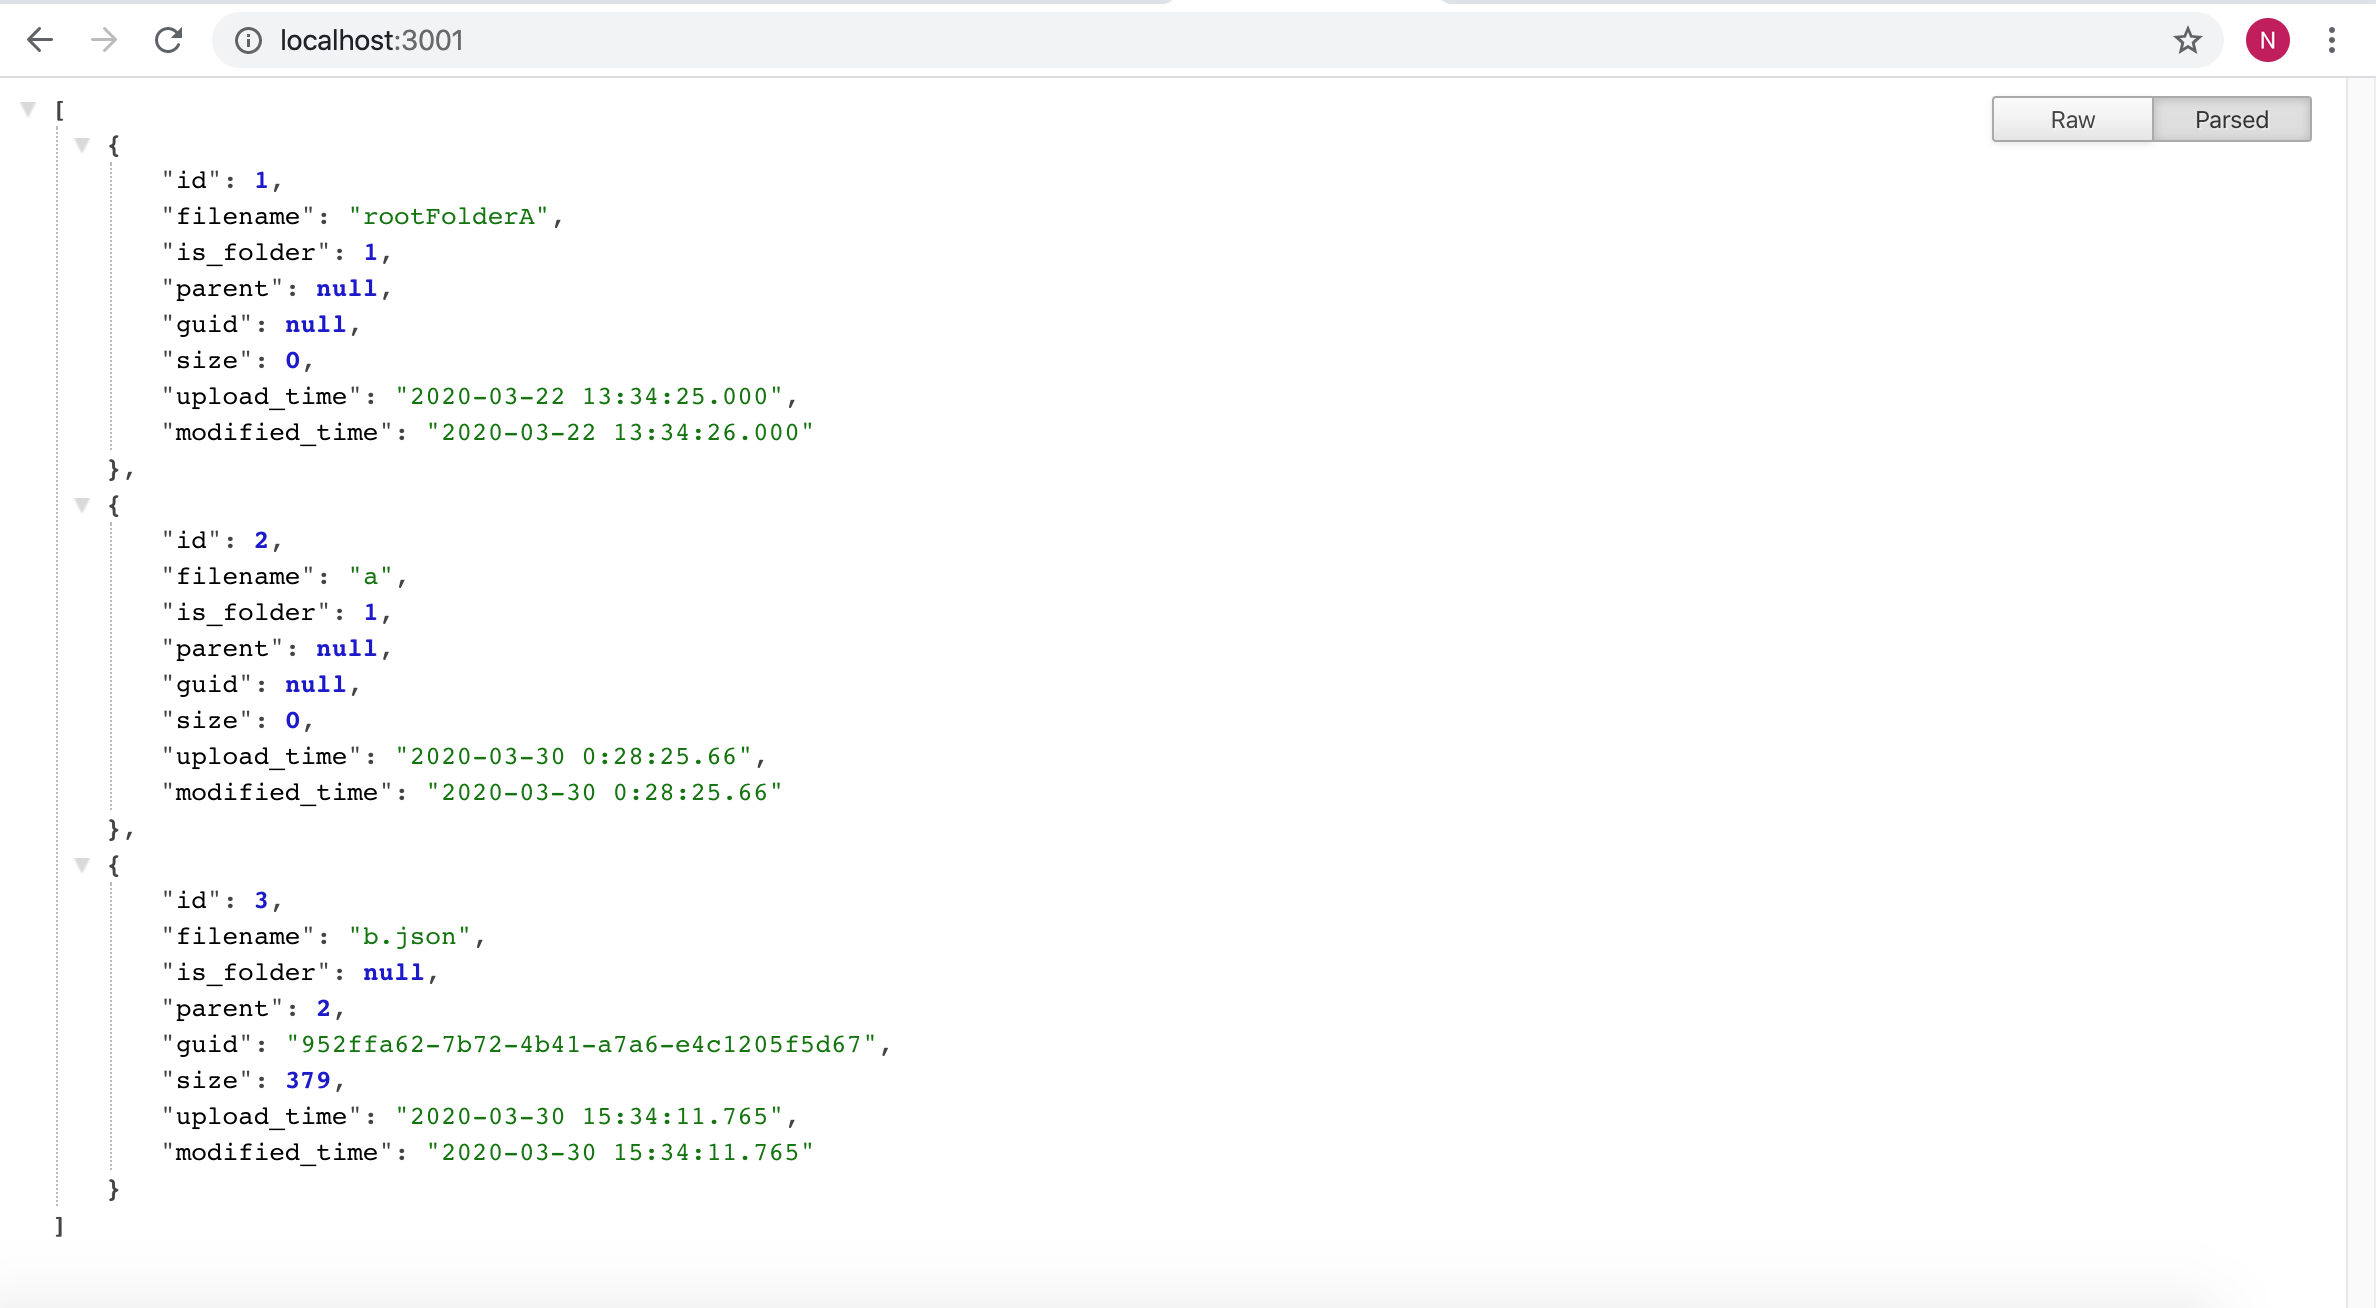 localhost:3001
N
Raw Parsed
[
{
"id": 1,
"filename": "rootFolderA",
"is_folder": 1,
"parent": null,
"guid": null,
"size": 0,
"upload_time": "2020-03-22 13:34:25.000",
"modified_time": "2020-03-22 13:34:26.000"
},
{
"id": 2,
"filename": "a",
"is_folder": 1,
"parent": null,
"guid": null,
"size": 0,
"upload_time": "2020-03-30 0:28:25.66",
"modified_time": "2020-03-30 0:28:25.66"
},
{
"id": 3,
"filename": "b.json",
"is_folder": null,
"parent": 2,
"guid": "952ffa62-7b72-4b41-a7a6-e4c1205f5d67",
"size": 379,
"upload_time": "2020-03-30 15:34:11.765",
"modified_time": "2020-03-30 15:34:11.765"
}
]